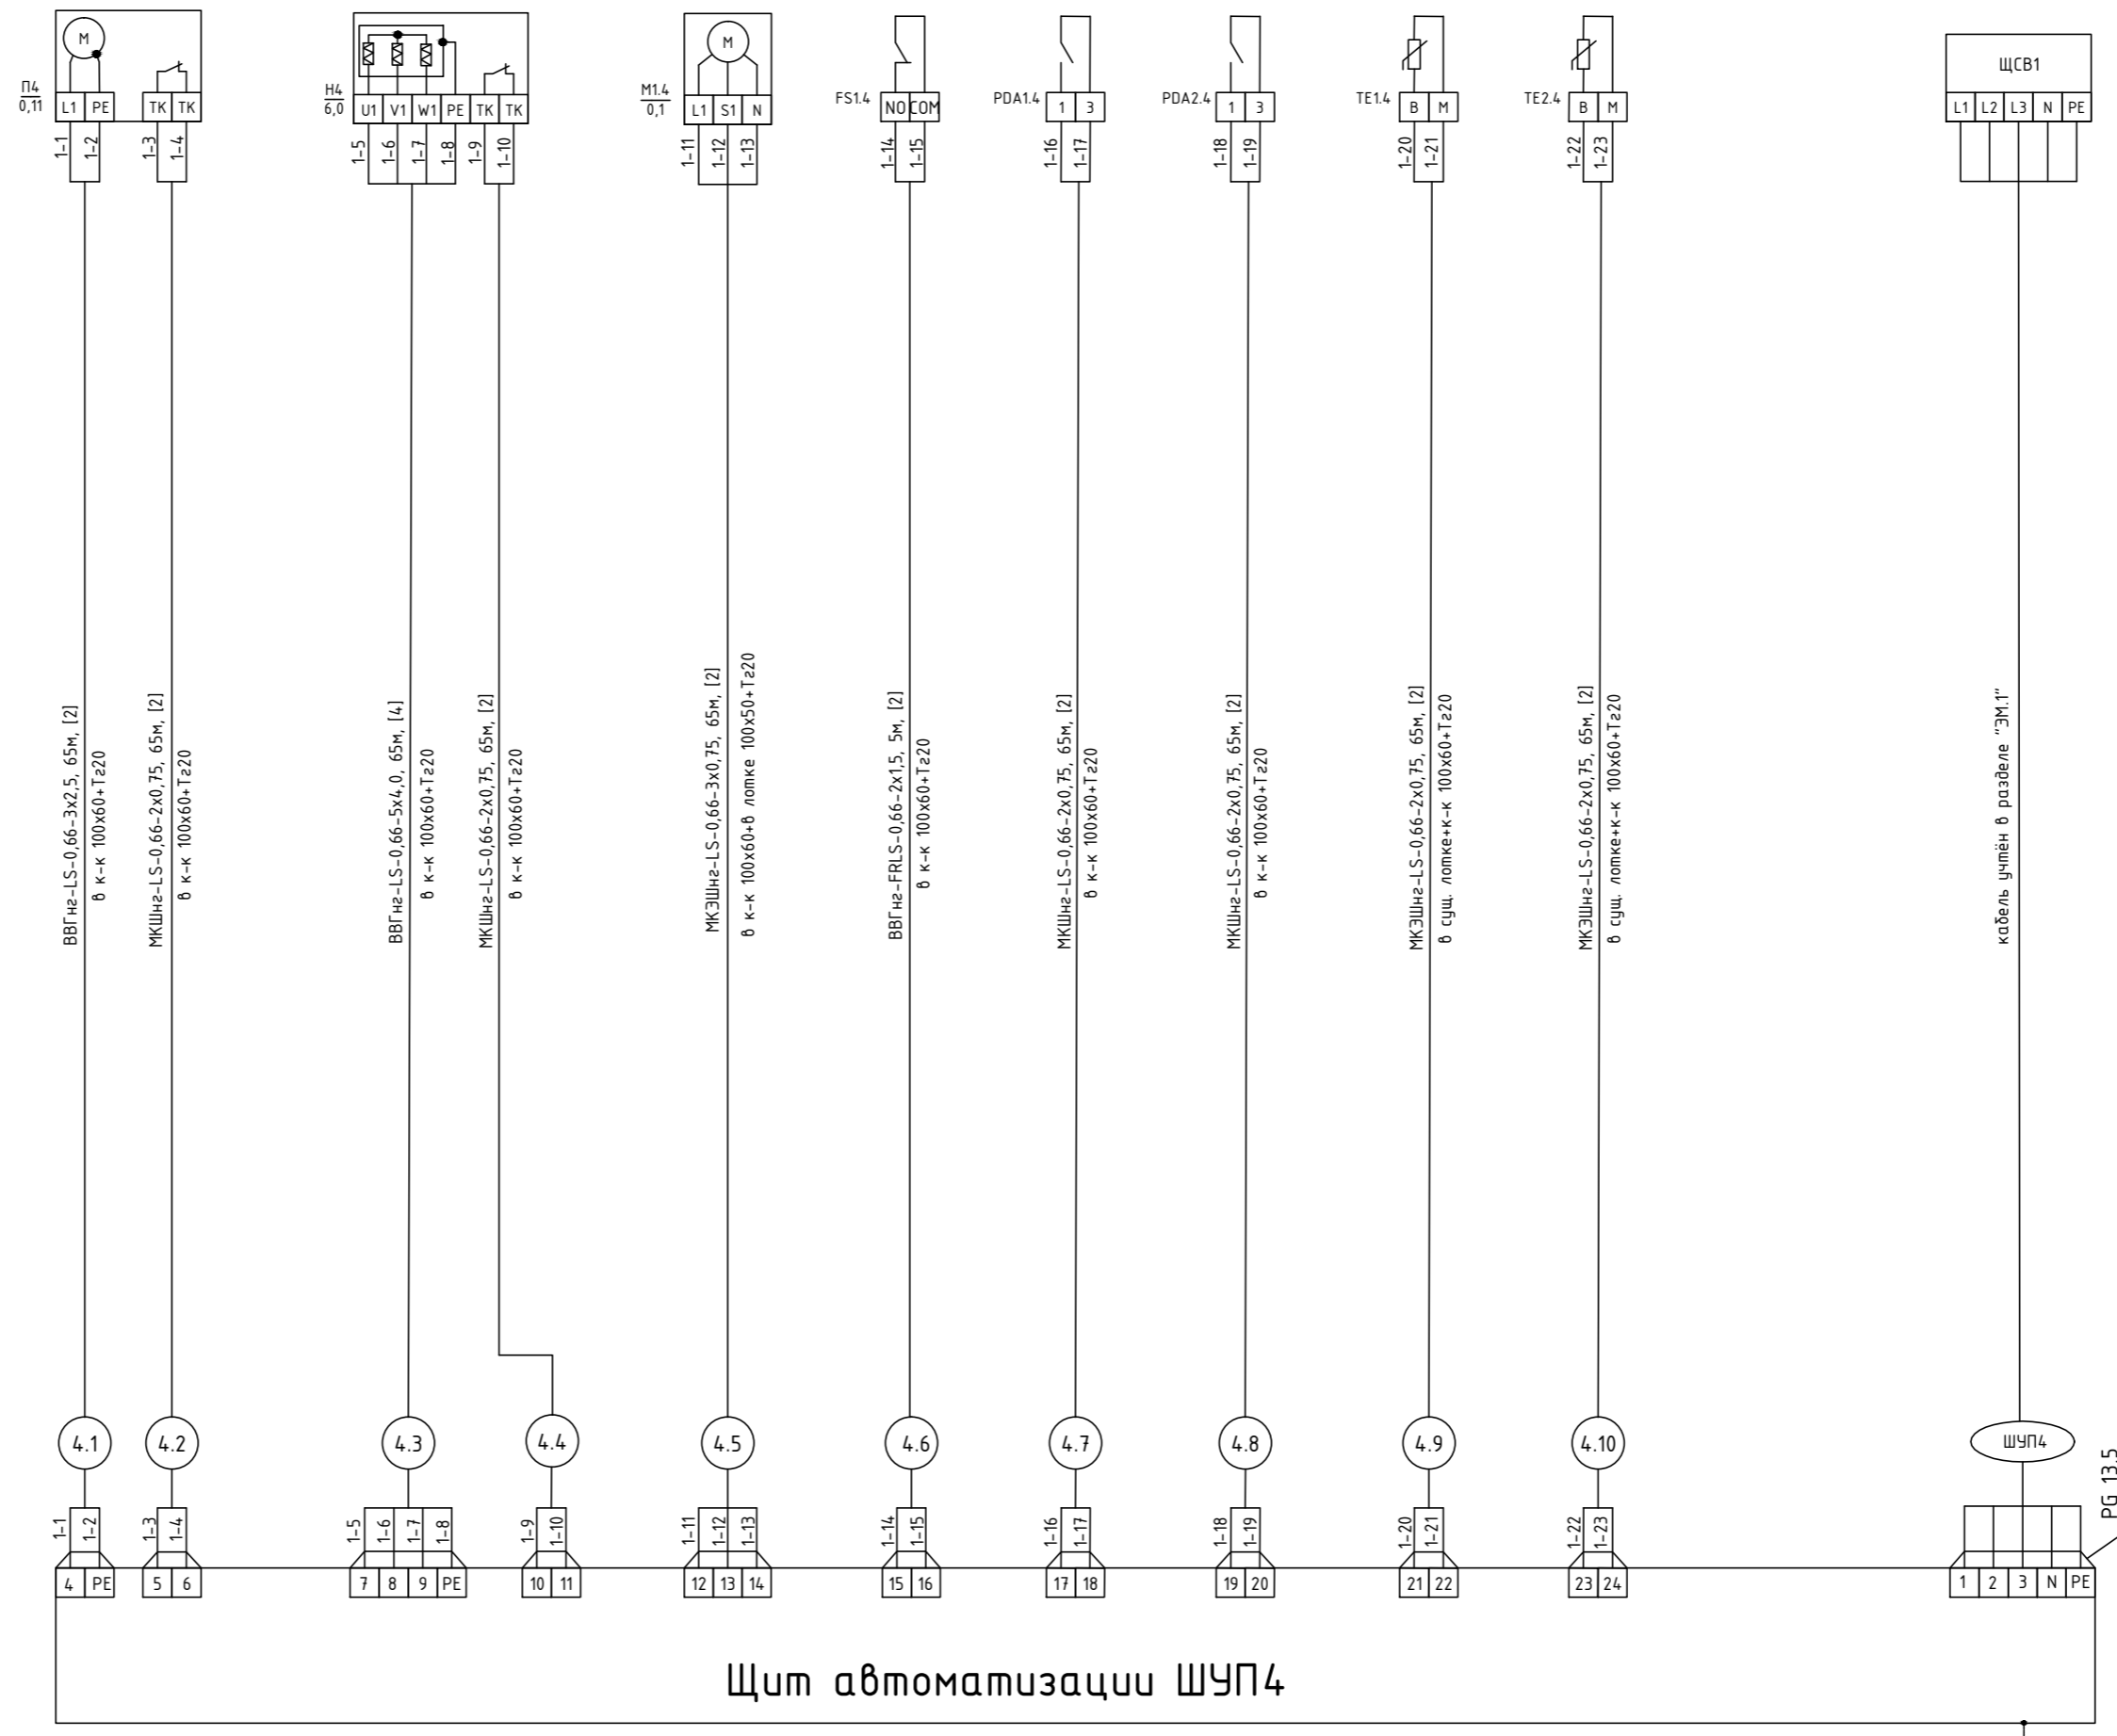 М
М
ЩСВ1
П4
0,11
L1 PE TK TK
Н4
6,0
U1 V1 W1 PE TK TK
М1.4
0,1
L1 S1 N
FS1.4 NO COM
PDA1.4 1 3
PDA2.4 1 3
TE1.4 В М
TE2.4 В М
L1 L2 L3 N PE
1-1 1-2 1-3 1-4 1-5 1-6 1-7 1-8 1-9 1-10 1-11 1-12 1-13 1-14 1-15 1-16 1-17 1-18 1-19 1-20 1-21 1-22 1-23
ВВГнг-LS-0,66-3х2,5, 65м, [2]
в к-к 100х60+Тг20
МКШнг-LS-0,66-2х0,75, 65м, [2]
в к-к 100х60+Тг20
ВВГнг-LS-0,66-5х4,0, 65м, [4]
в к-к 100х60+Тг20
МКШнг-LS-0,66-2х0,75, 65м, [2]
в к-к 100х60+Тг20
МКЭШнг-LS-0,66-3х0,75, 65м, [2]
в к-к 100х60+в лотке 100х50+Тг20
ВВГнг-FRLS-0,66-2х1,5, 5м, [2]
в к-к 100х60+Тг20
МКШнг-LS-0,66-2х0,75, 65м, [2]
в к-к 100х60+Тг20
МКШнг-LS-0,66-2х0,75, 65м, [2]
в к-к 100х60+Тг20
МКЭШнг-LS-0,66-2х0,75, 65м, [2]
в сущ. лотке+к-к 100х60+Тг20
МКЭШнг-LS-0,66-2х0,75, 65м, [2]
в сущ. лотке+к-к 100х60+Тг20
кабель учтён в разделе "ЭМ.1"
4.1 4.2 4.3 4.4 4.5 4.6 4.7 4.8 4.9 4.10 ШУП4
PG 13.5
1-1 1-2 1-3 1-4 1-5 1-6 1-7 1-8 1-9 1-10 1-11 1-12 1-13 1-14 1-15 1-16 1-17 1-18 1-19 1-20 1-21 1-22 1-23
4 PE 5 6 7 8 9 PE 10 11 12 13 14 15 16 17 18 19 20 21 22 23 24 1 2 3 N PE
Щит автоматизации ШУП4